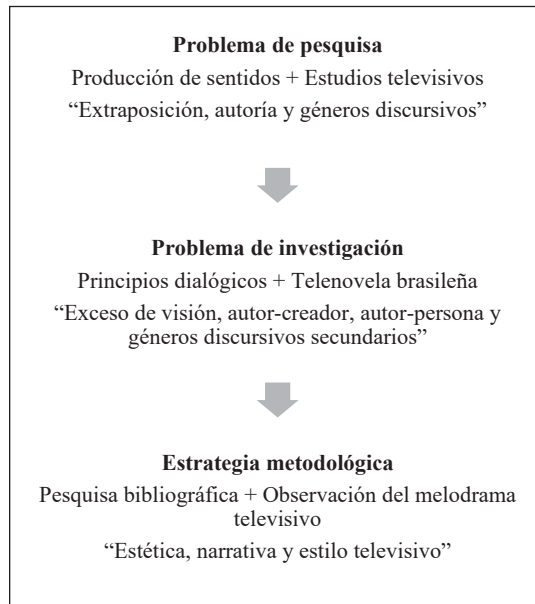 Problema de pesquisa
Producción de sentidos + Estudios televisivos
“Extraposición, autoría y géneros discursivos”
Problema de investigación
Principios dialógicos + Telenovela brasileña
“Exceso de visión, autor-creador, autor-persona y
géneros discursivos secundarios”
Estrategia metodológica
Pesquisa bibliográfica + Observación del melodrama
televisivo
“Estética, narrativa y estilo televisivo”